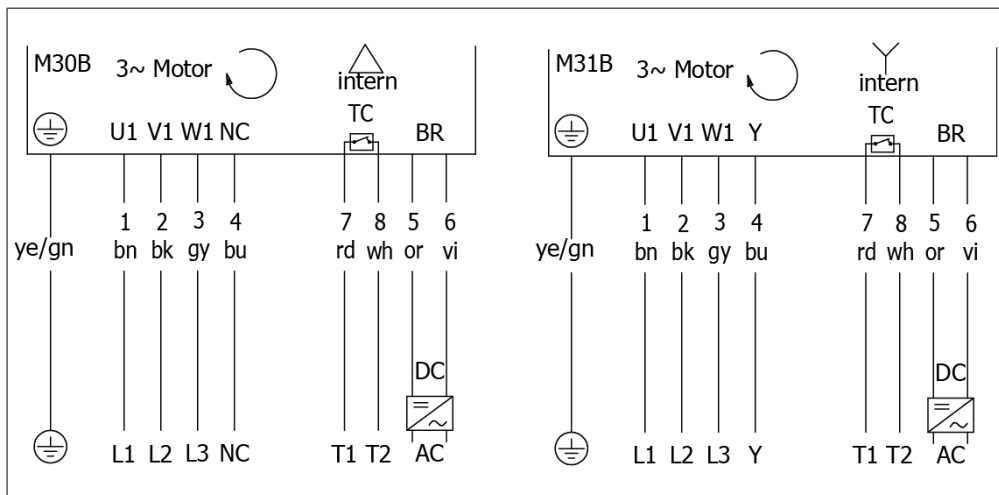 M30B 3~ Motor
intern
TC
U1 V1 W1 NC BR
1 2 3 4 7 8 5 6
ye/gn bn bk gy bu rd wh or vi
DC
L1 L2 L3 NC T1 T2 AC
M31B 3~ Motor
intern
TC
U1 V1 W1 Y BR
1 2 3 4 7 8 5 6
ye/gn bn bk gy bu rd wh or vi
DC
L1 L2 L3 Y T1 T2 AC